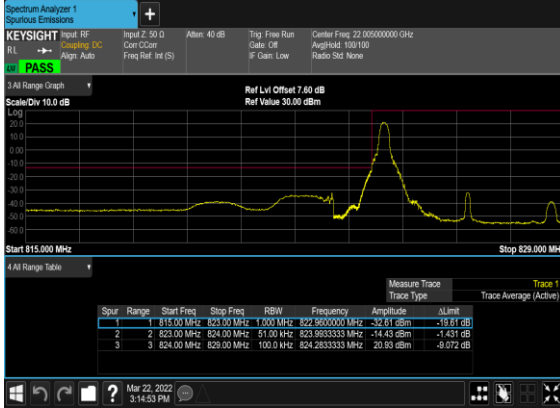 Spectrum Analyzer 1
Spurious Emissions
+
KEYSIGHT Input: RF Input Z: 50 Ω Atten: 40 dB Trig: Free Run Center Freq: 22.005000000 GHz
RL Coupling: DC Corr CCorr Gate: Off Avg|Hold: 100/100
Align: Auto Freq Ref: Int (S) IF Gain: Low Radio Std: None
PASS
3 All Range Graph
Ref Lvl Offset 7.60 dB
Scale/Div 10.0 dB Ref Value 30.00 dBm
Log
20.0
10.0
0.00
-10.0
-20.0
-30.0
-40.0
-50.0
-60.0
Start 815.000 MHz Stop 829.000 MH
4 All Range Table
Measure Trace Trace 1
Trace Type Trace Average (Active)
Spur Range Start Freq Stop Freq RBW Frequency Amplitude ΔLimit
1 1 815.00 MHz 823.00 MHz 1.000 MHz 822.9600000 MHz -32.61 dBm -19.61 dB
2 2 823.00 MHz 824.00 MHz 51.00 kHz 823.9933333 MHz -14.43 dBm -1.431 dB
3 3 824.00 MHz 829.00 MHz 100.0 kHz 824.2833333 MHz 20.93 dBm -9.072 dB
? Mar 22, 2022
3:14:53 PM